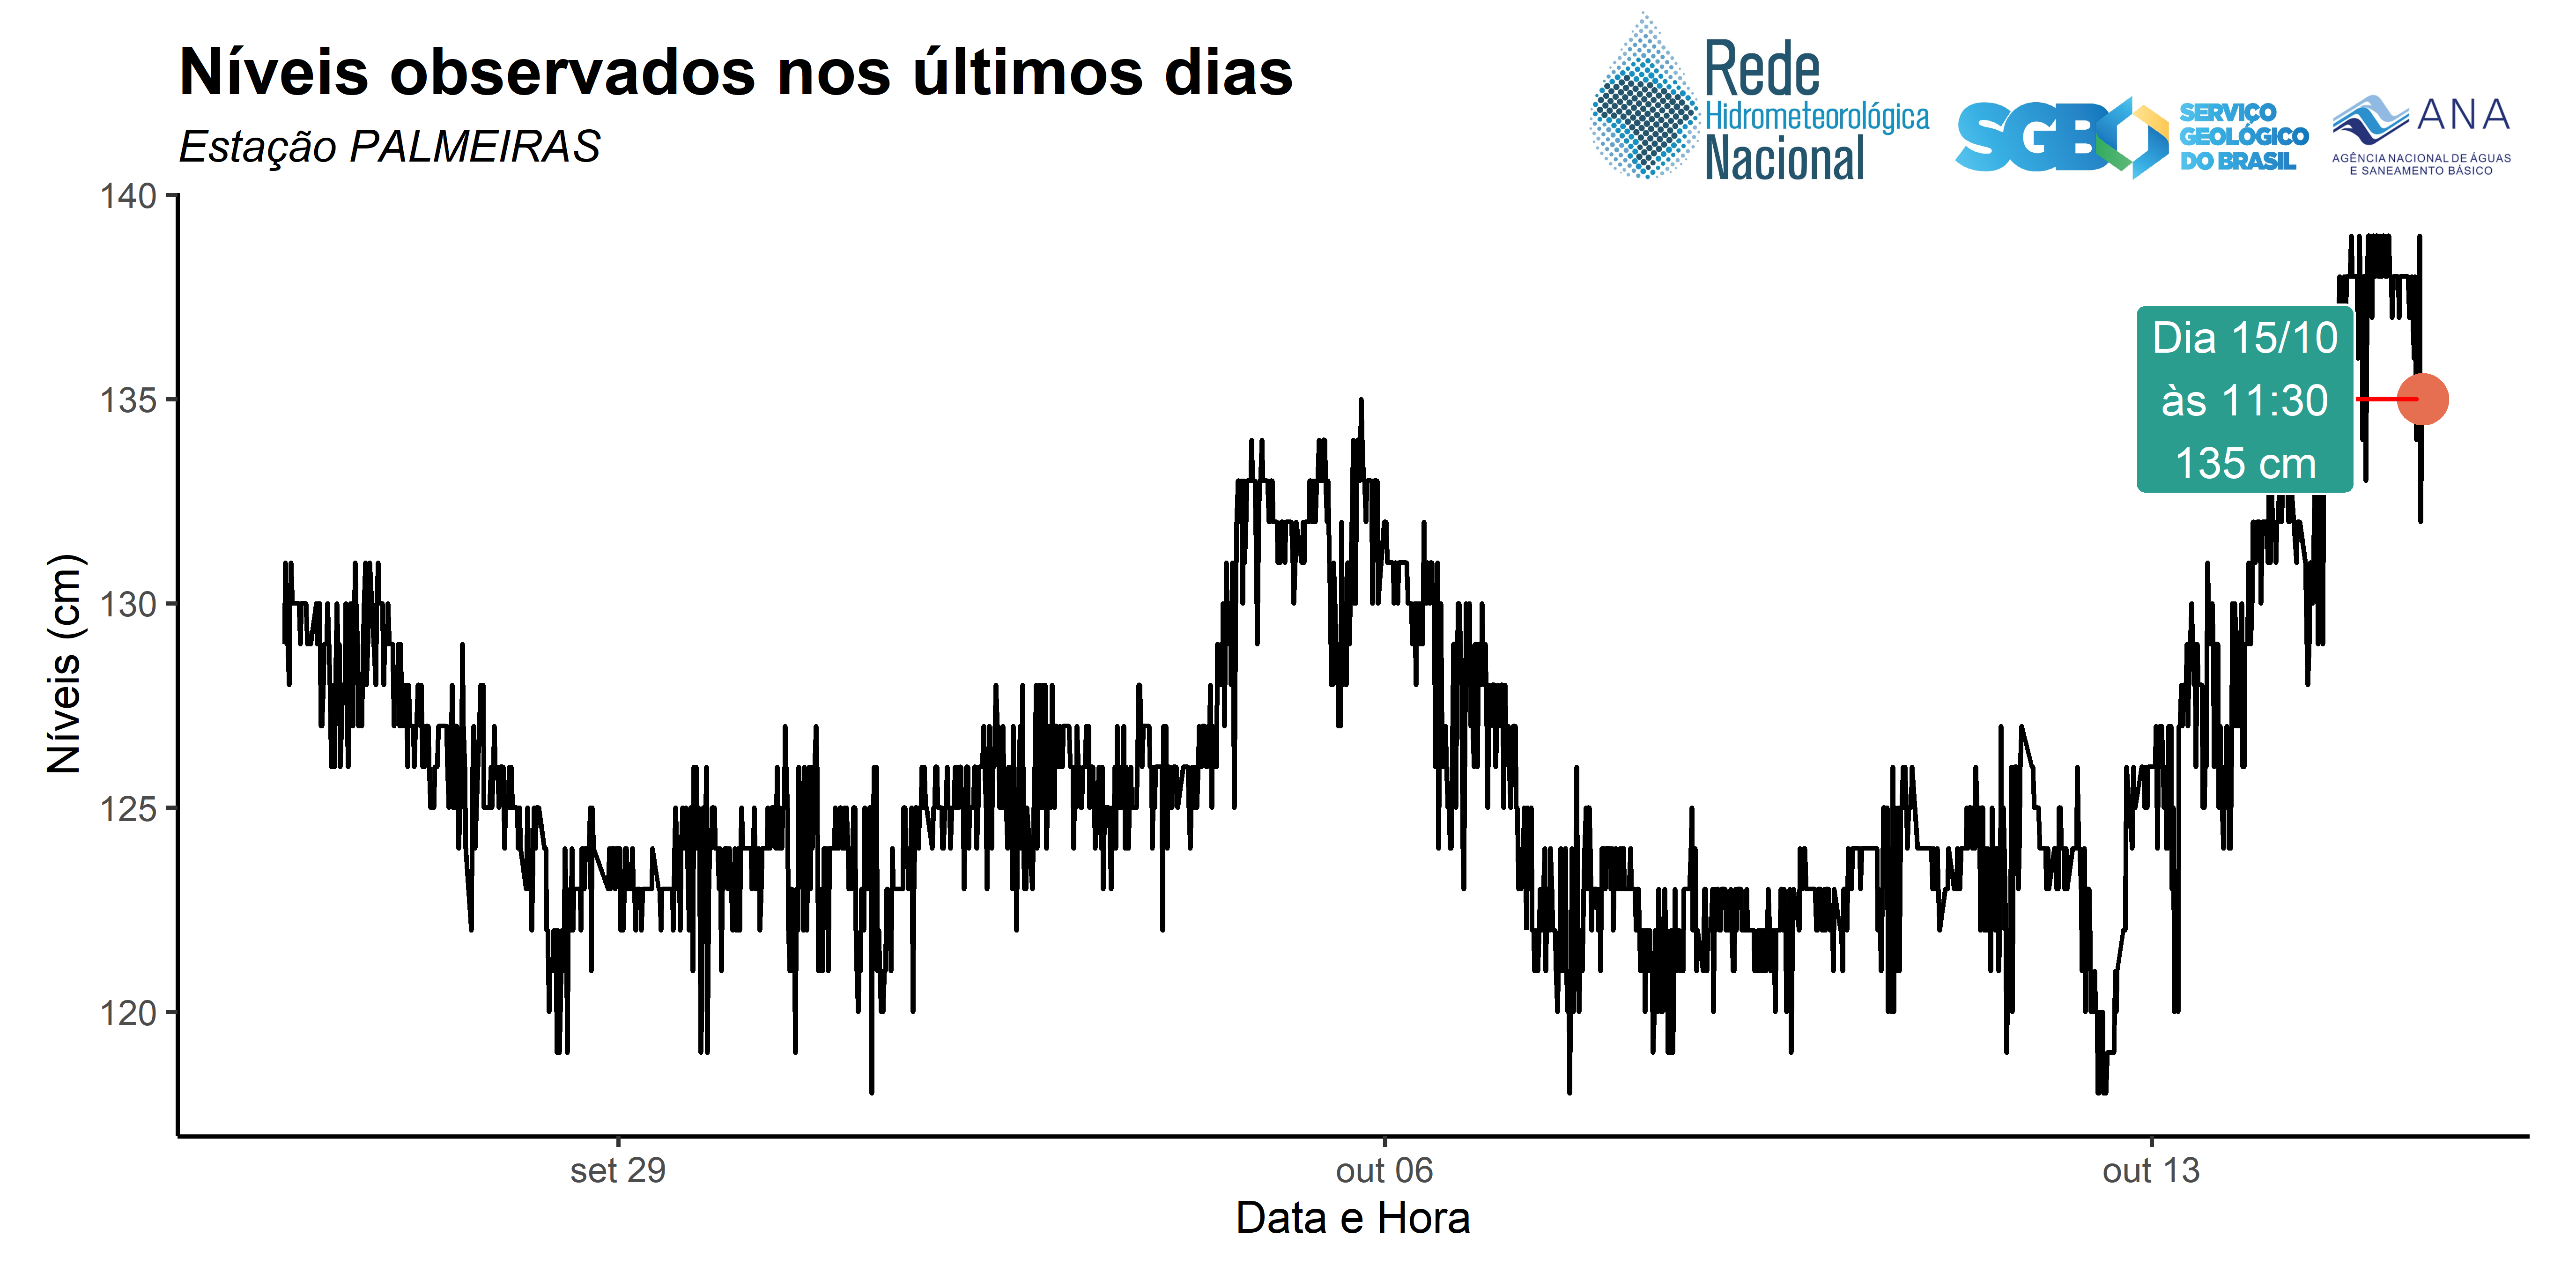 Níveis observados nos últimos dias
Estação PALMEIRAS
Rede
Hidrometeorológica
Nacional
SGB
SERVIÇO
GEOLÓGICO
DO BRASIL
ANA
AGÊNCIA NACIONAL DE ÁGUAS
E SANEAMENTO BÁSICO
140
135
130
125
120
Níveis (cm)
Dia 15/10
às 11:30
135 cm
set 29
out 06
out 13
Data e Hora